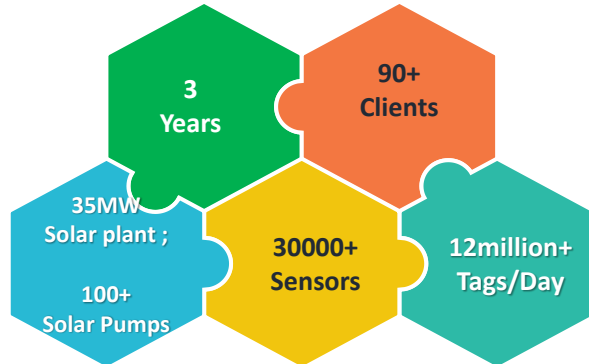 3
Years
90+
Clients
35MW
Solar plant ;
100+
Solar Pumps
30000+
Sensors
12million+
Tags/Day